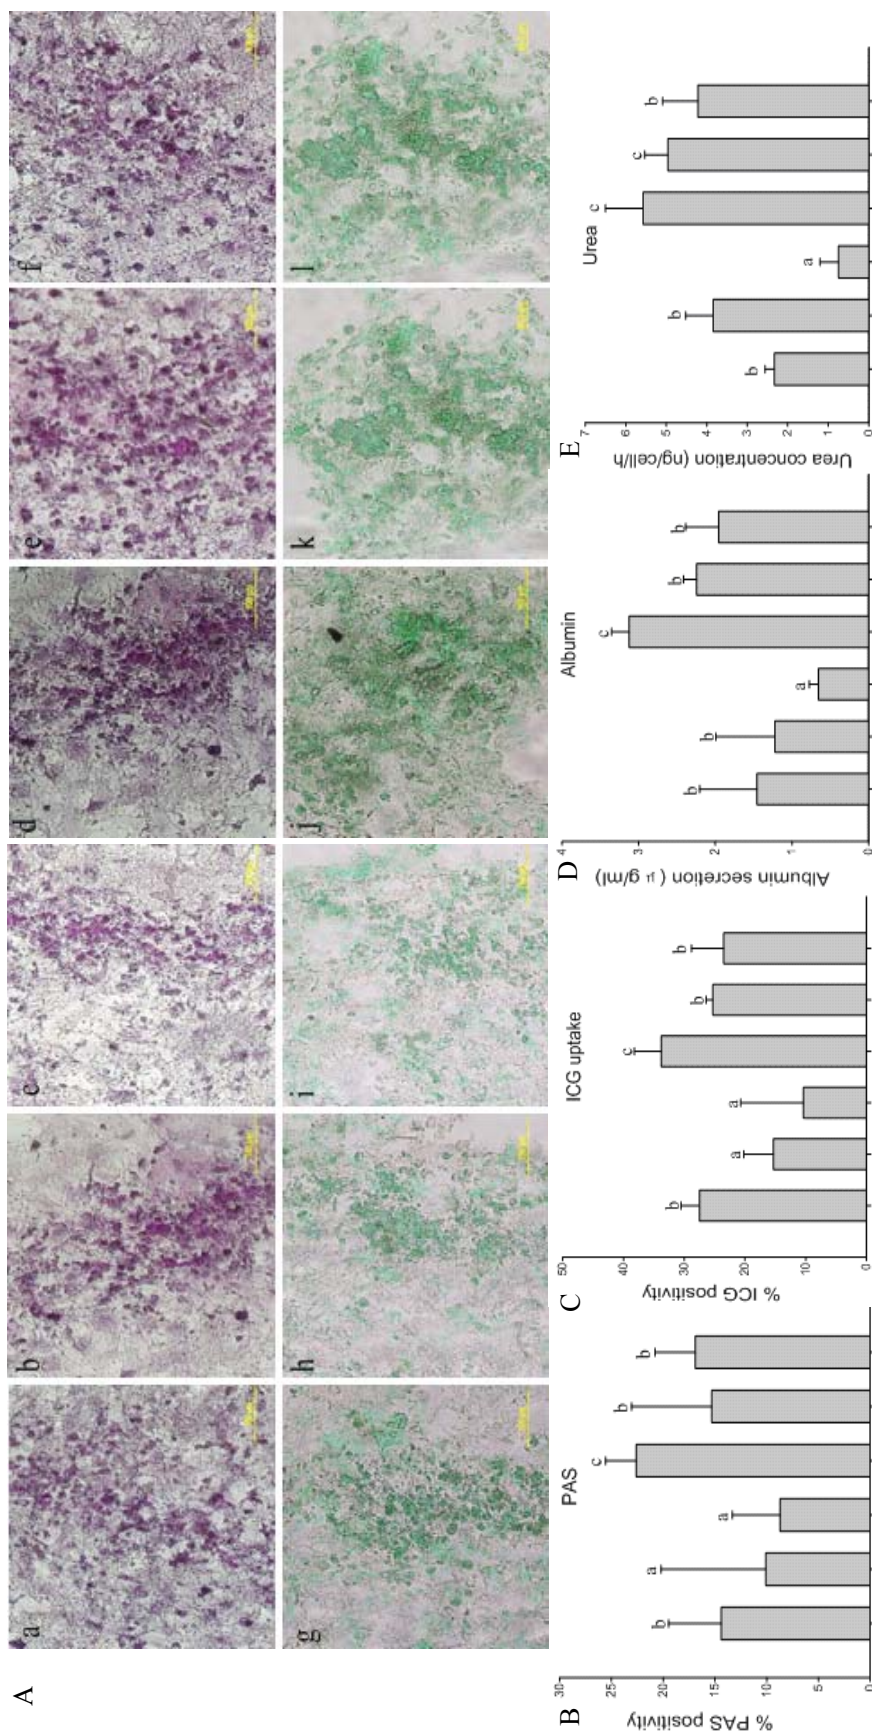 A
a
b
c
d
e
f
g
h
i
j
k
l
B
PAS
% PAS positivity
30
25
20
15
10
5
0
b
a
a
c
b
b
C
ICG uptake
% ICG positivity
50
40
30
20
10
0
b
a
a
c
b
b
D
Albumin
Albumin secretion ( µ g/ml)
4
3
2
1
0
b
b
a
c
b
b
E
Urea
Urea concentration (ng/cell/h
7
6
5
4
3
2
1
0
b
b
a
c
c
b